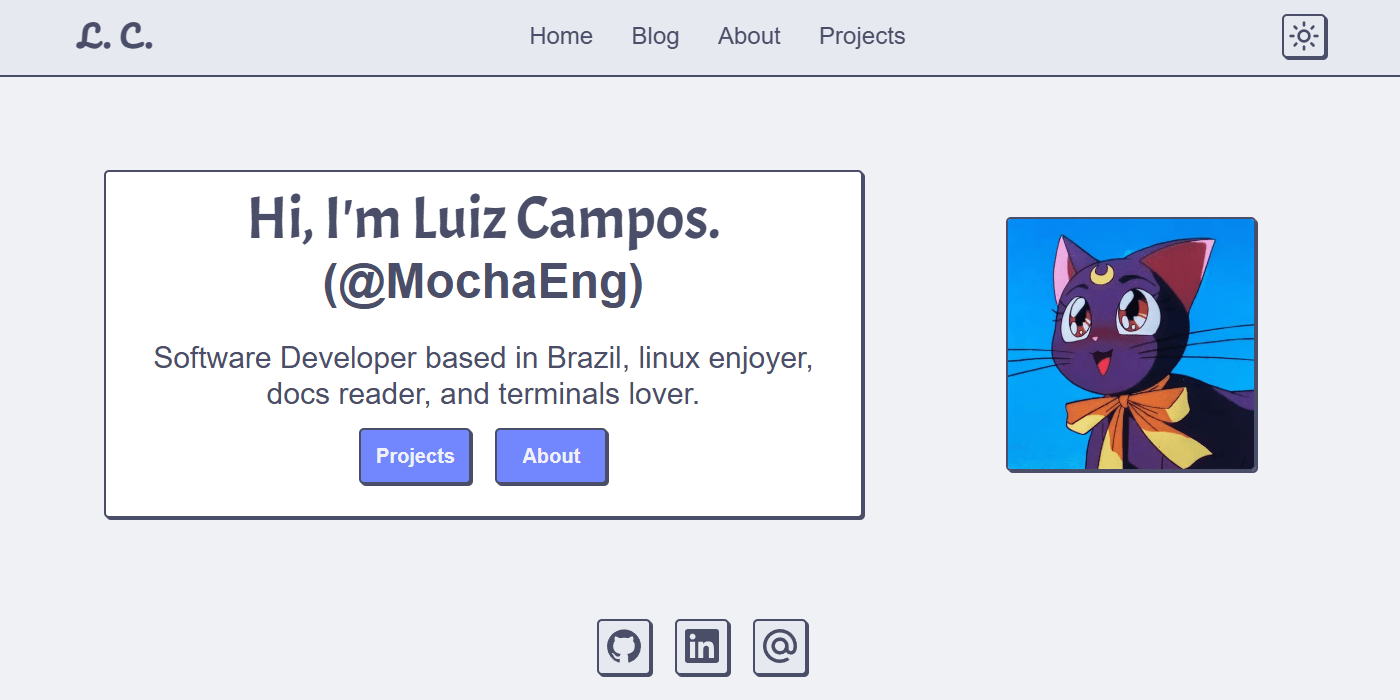 L. C.
Home Blog About Projects
Hi, I'm Luiz Campos.
(@MochaEng)
Software Developer based in Brazil, linux enjoyer,
docs reader, and terminals lover.
Projects About
in
@